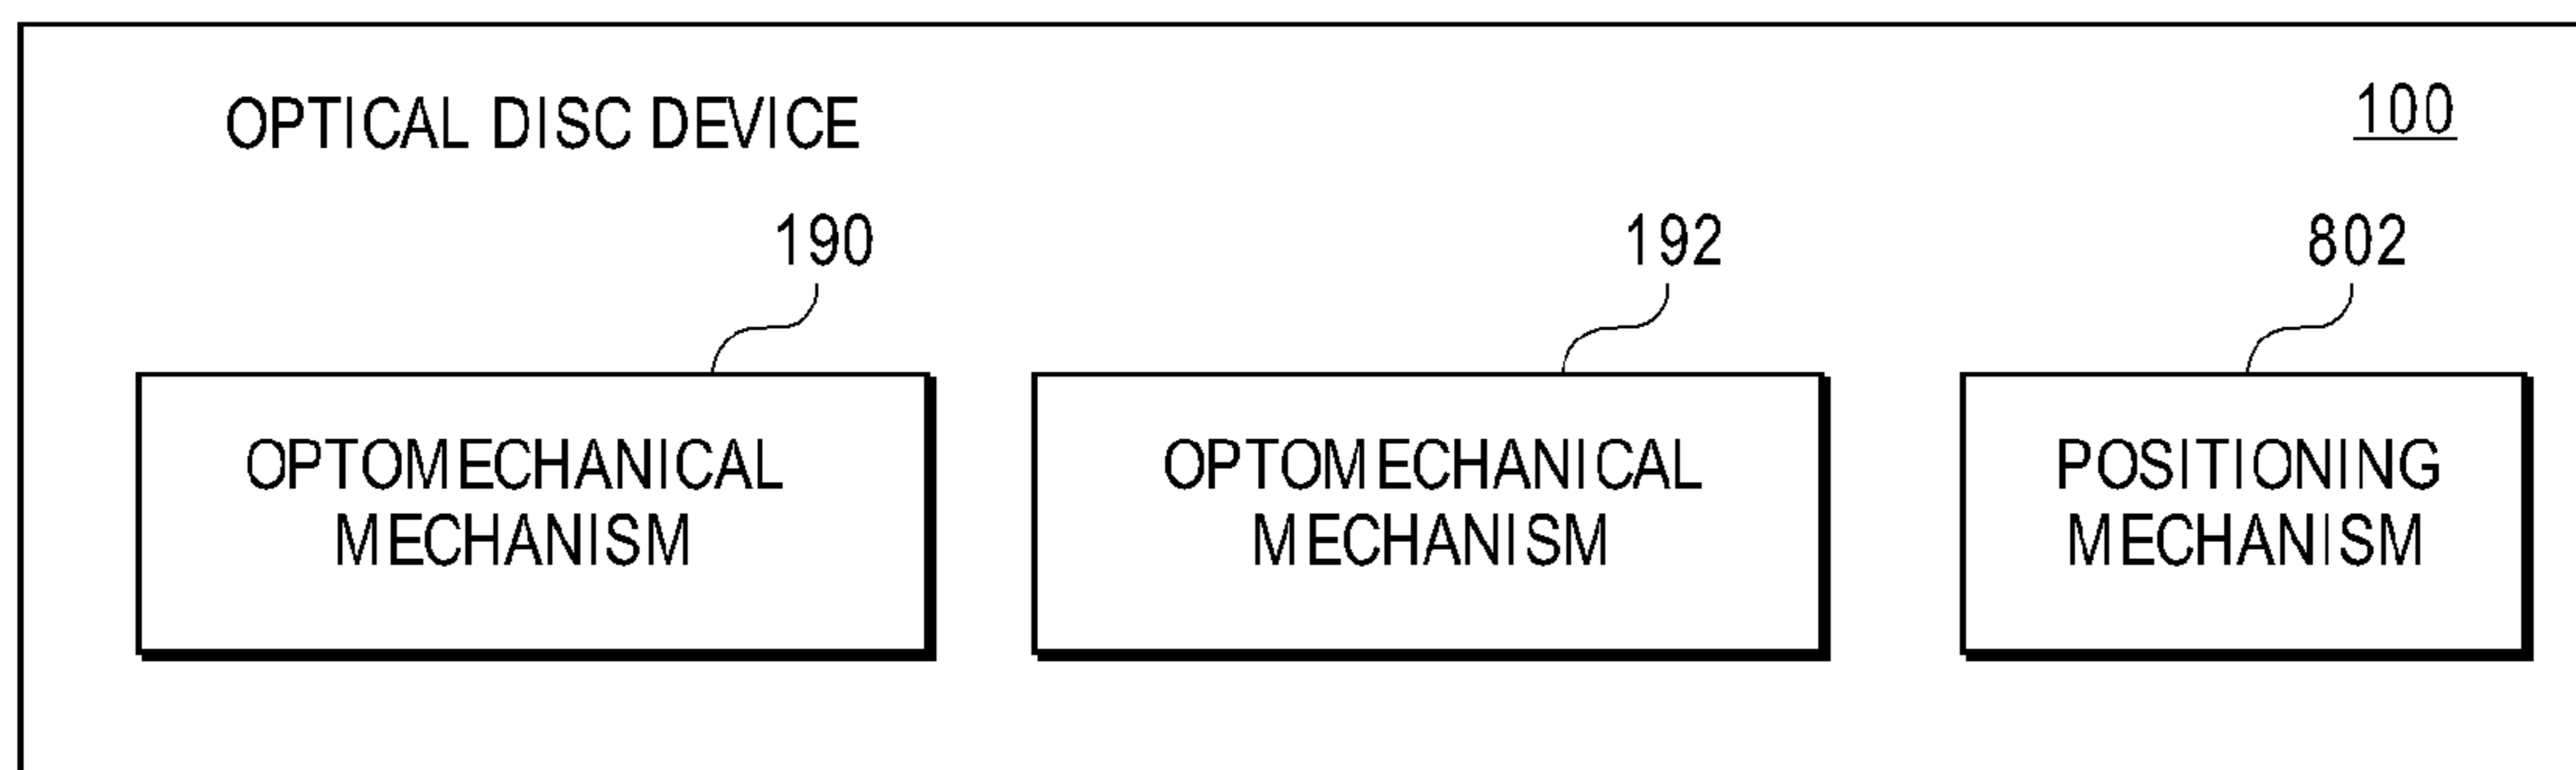 OPTICAL DISC DEVICE
100
190
192
802
OPTOMECHANICAL
MECHANISM
OPTOMECHANICAL
MECHANISM
POSITIONING
MECHANISM